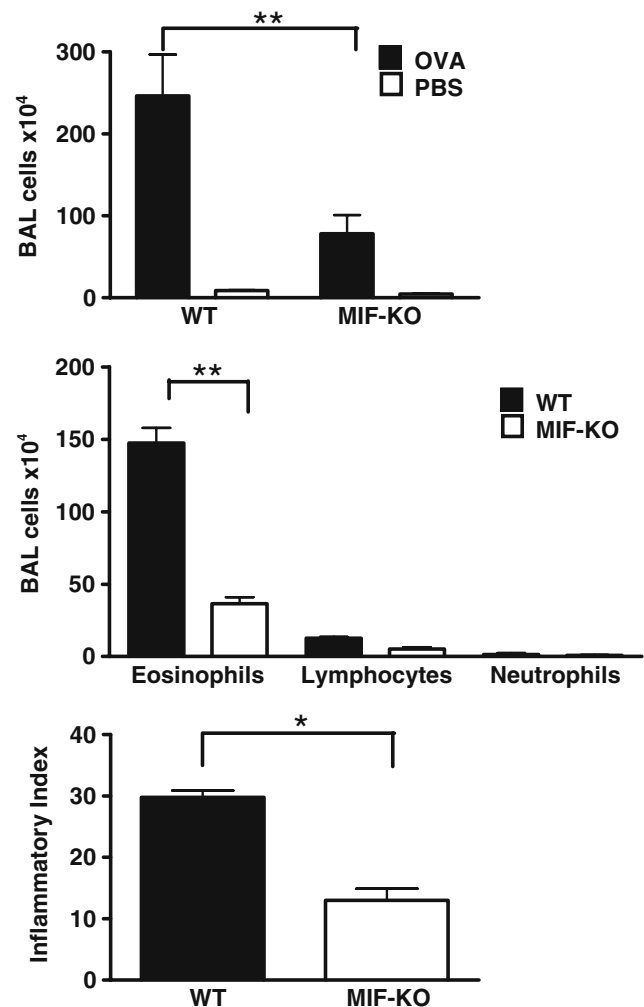 **
300
OVA
PBS
200
BAL cells x10⁴
100
0
WT MIF-KO
200
**
WT
MIF-KO
150
BAL cells x10⁴
100
50
0
Eosinophils Lymphocytes Neutrophils
40
*
30
Inflammatory Index
20
10
0
WT MIF-KO